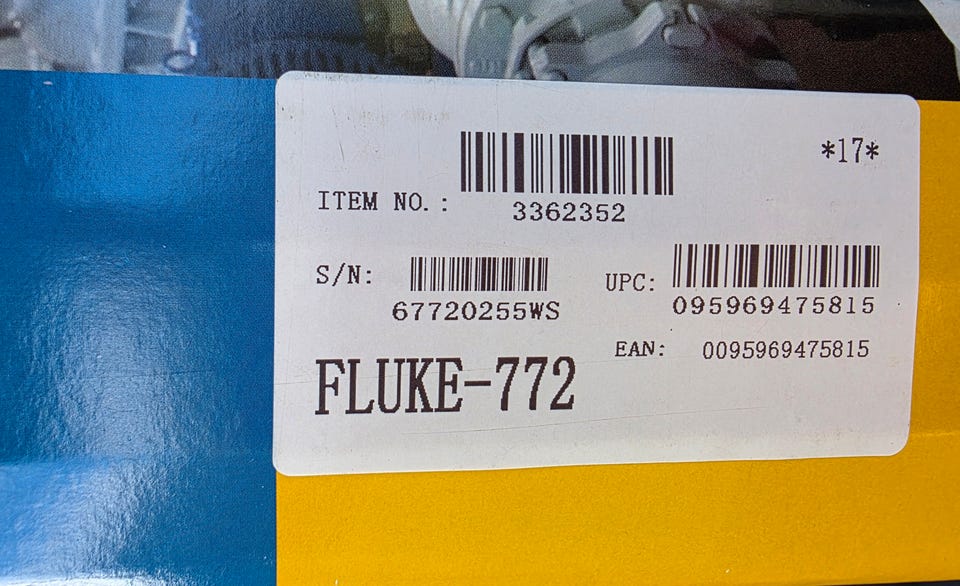 *17*
ITEM NO.:
3362352
S/N:
67720255WS
UPC:
095969475815
EAN: 0095969475815
FLUKE-772